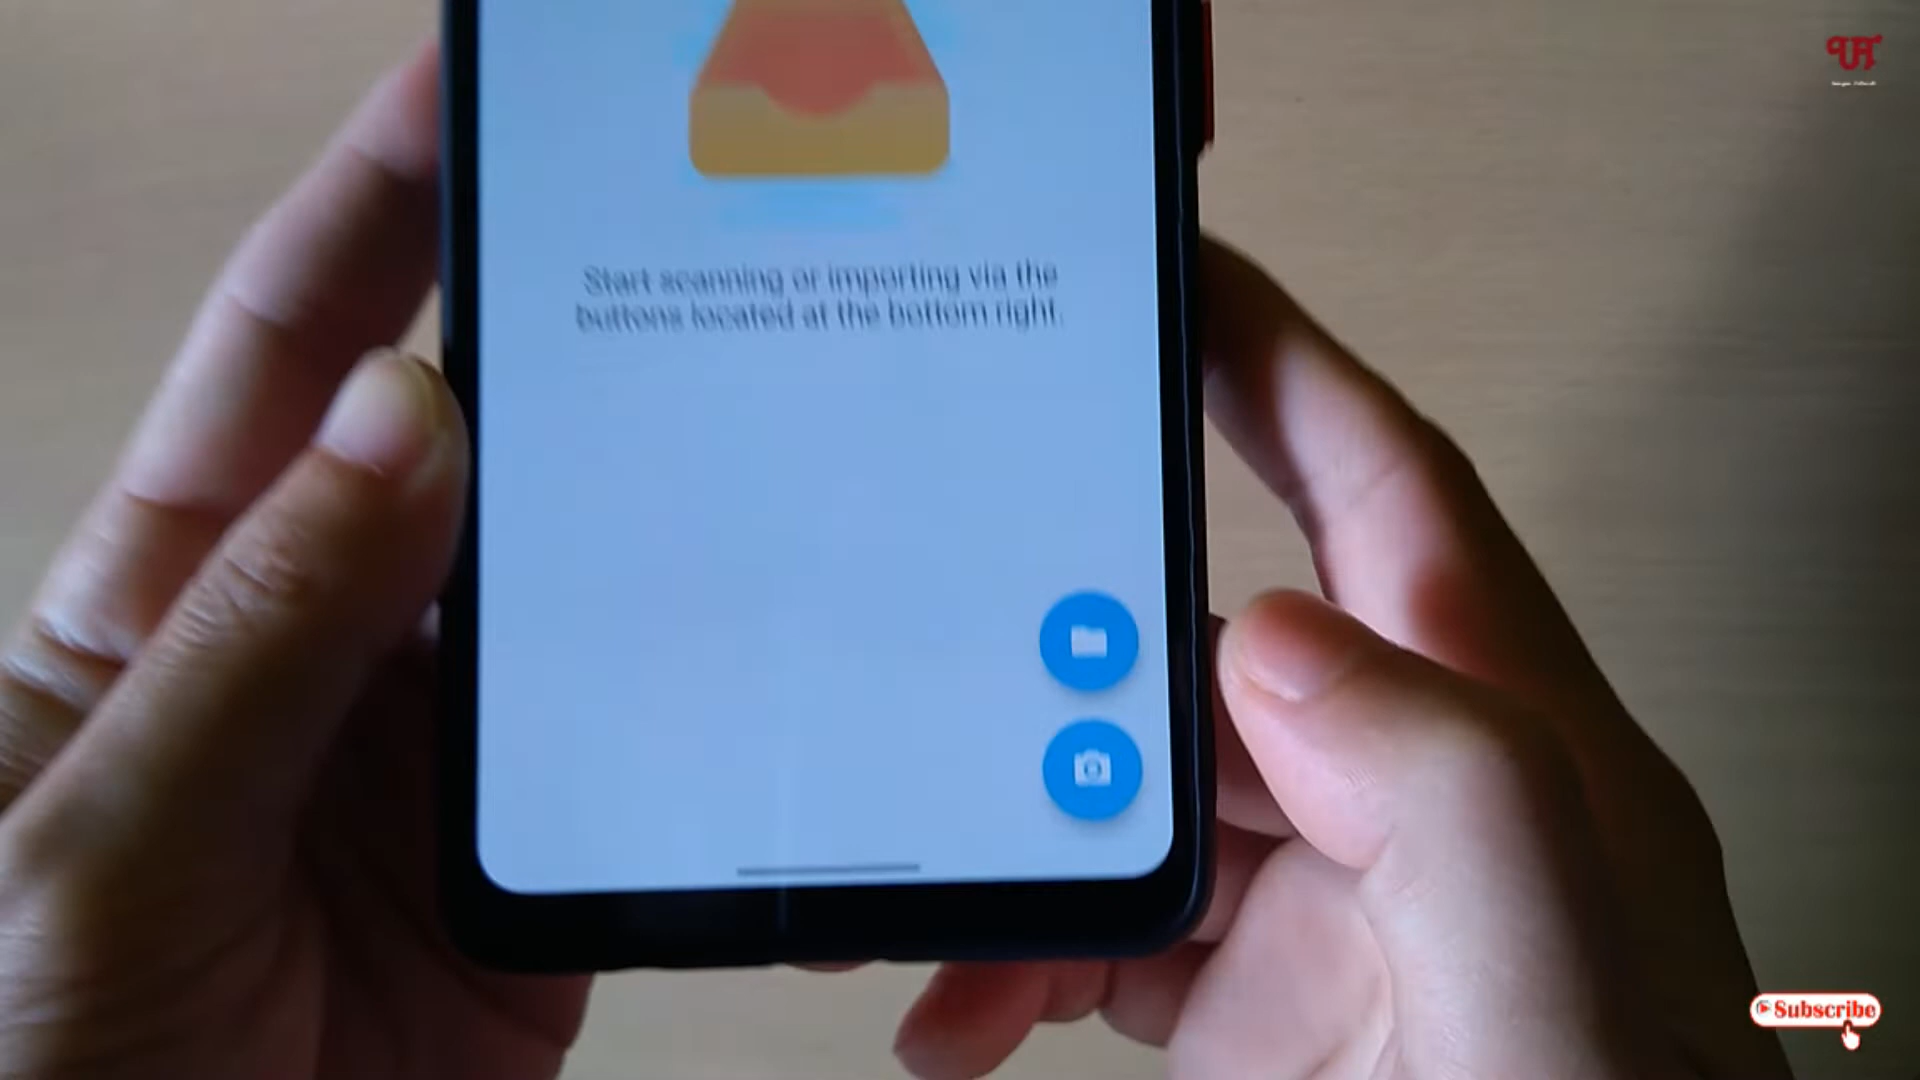 Start scanning or importing via the
buttons located at the bottom right.
Subscribe